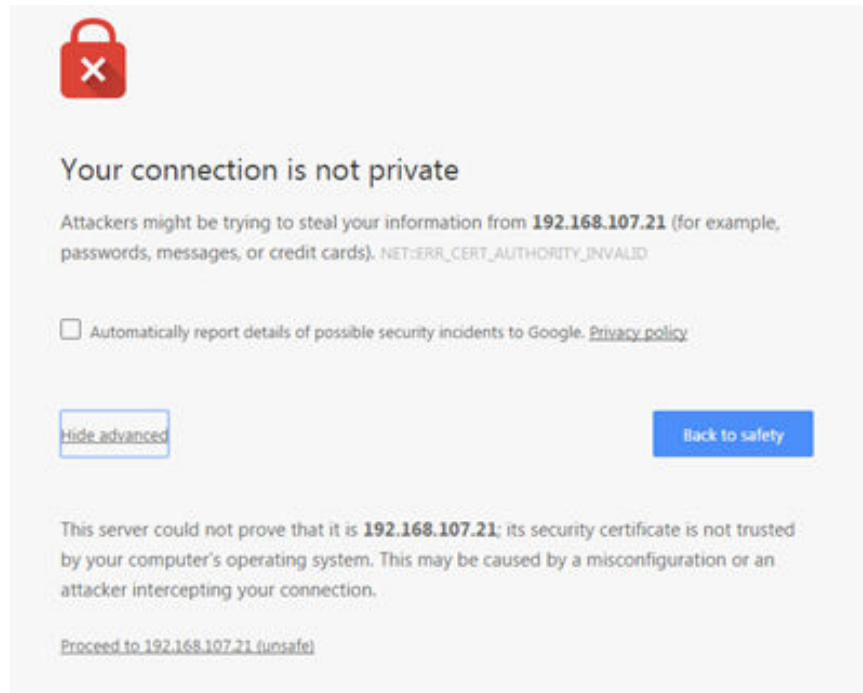 Your connection is not private
Attackers might be trying to steal your information from 192.168.107.21 (for example,
passwords, messages, or credit cards). NET::ERR_CERT_AUTHORITY_INVALID
Automatically report details of possible security incidents to Google. Privacy policy
Hide advanced
Back to safety
This server could not prove that it is 192.168.107.21; its security certificate is not trusted
by your computer's operating system. This may be caused by a misconfiguration or an
attacker intercepting your connection.
Proceed to 192.168.107.21 (unsafe)